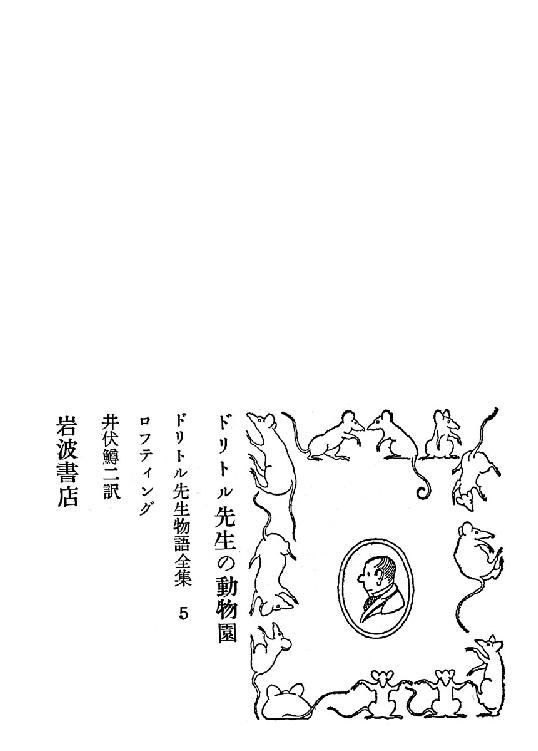 ドリトル先生の動物園
ドリトル先生物語全集 5
ロフティング
井伏鱒二訳
岩波書店